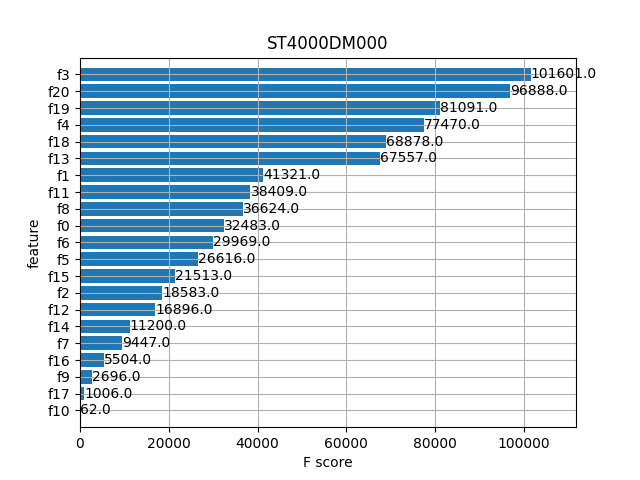 ST4000DM000
f3 101601.0
f20 96888.0
f19 81091.0
f4 77470.0
f18 68878.0
f13 67557.0
f1 41321.0
f11 38409.0
f8 36624.0
f0 32483.0
f6 29969.0
f5 26616.0
f15 21513.0
f2 18583.0
f12 16896.0
f14 11200.0
f7 9447.0
f16 5504.0
f9 2696.0
f17 1006.0
f10 62.0
feature
0 20000 40000 60000 80000 100000
F score